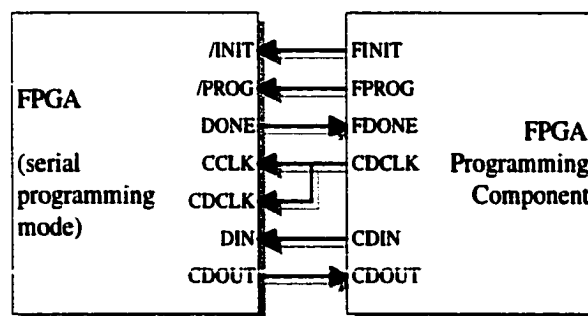 /INIT FINIT
/PROG FPROG
FPGA
DONE FDONE
FPGA
(serial
CCLK CDCLK
Programming
programming
CDCLK
Component
mode)
DIN CDIN
CDOUT CDOUT